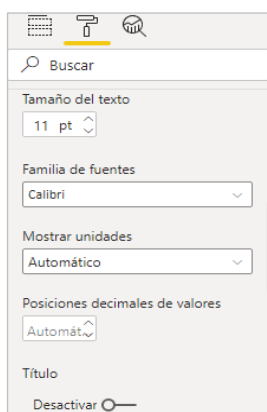 Buscar
Tamaño del texto
11 pt
Familia de fuentes
Calibri
Mostrar unidades
Automático
Posiciones decimales de valores
Automát
Título
Desactivar